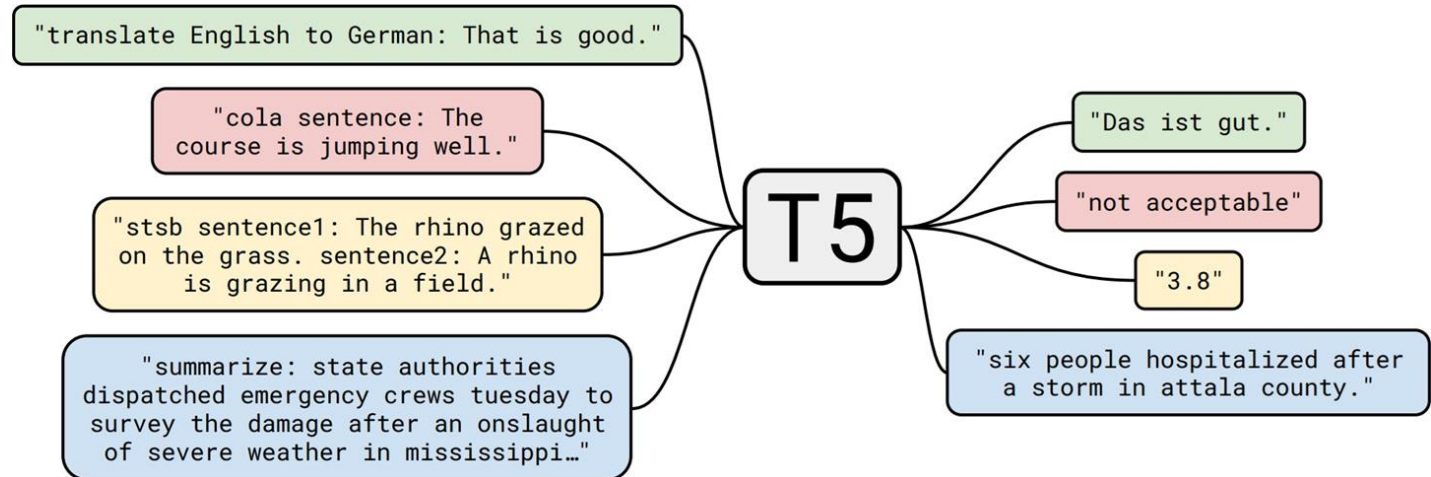 "translate English to German: That is good."
"cola sentence: The
course is jumping well."
"stsb sentence1: The rhino grazed
on the grass. sentence2: A rhino
is grazing in a field."
"summarize: state authorities
dispatched emergency crews tuesday to
survey the damage after an onslaught
of severe weather in mississippi…"
T5
"Das ist gut."
"not acceptable"
"3.8"
"six people hospitalized after
a storm in attala county."